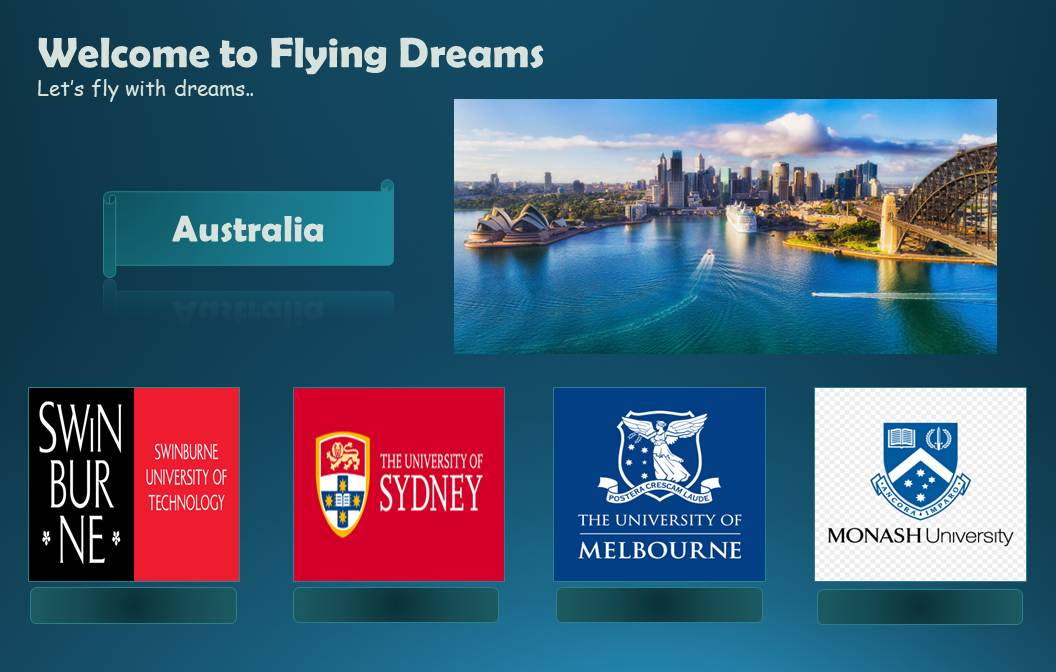 Welcome to Flying Dreams
Let's fly with dreams..
Australia
SWiN
BUR
NE
SWINBURNE
UNIVERSITY OF
TECHNOLOGY
THE UNIVERSITY OF
SYDNEY
POSTERA CRESCAM LAUDE
THE UNIVERSITY OF
MELBOURNE
ANCORA IMPARO
MONASH University